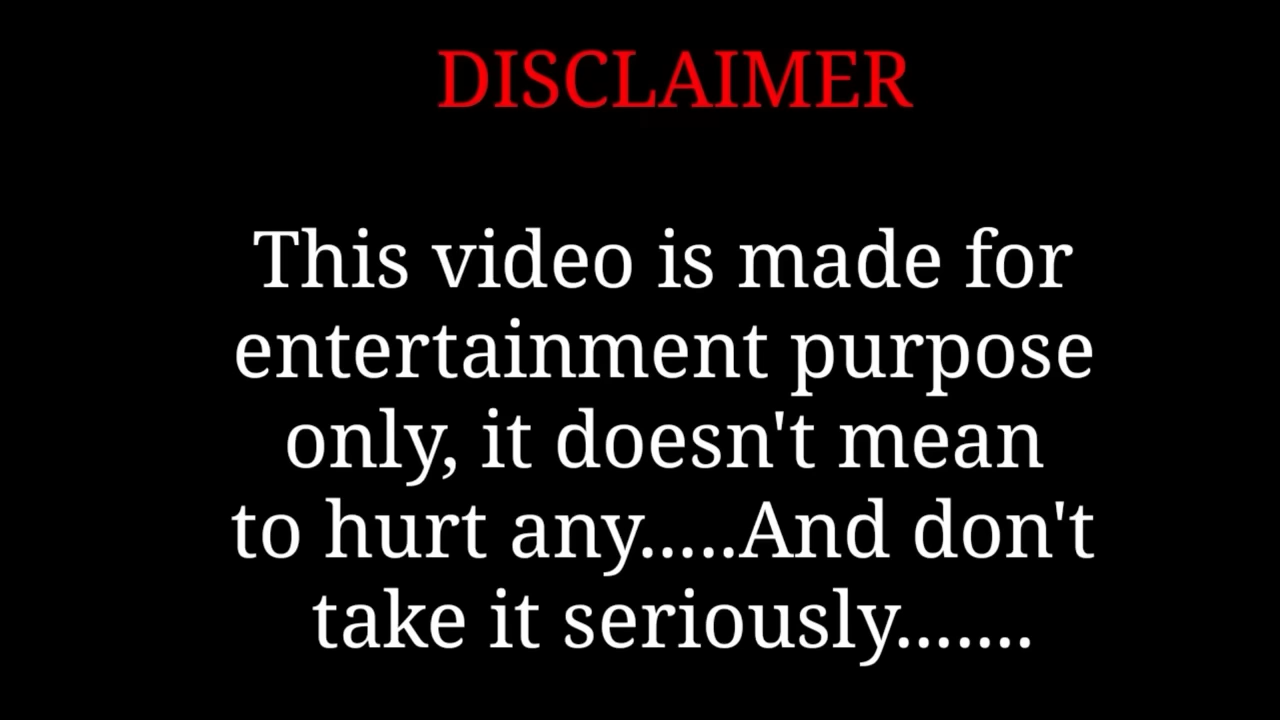 DISCLAIMER
This video is made for
entertainment purpose
only, it doesn't mean
to hurt any.....And don't
take it seriously.......